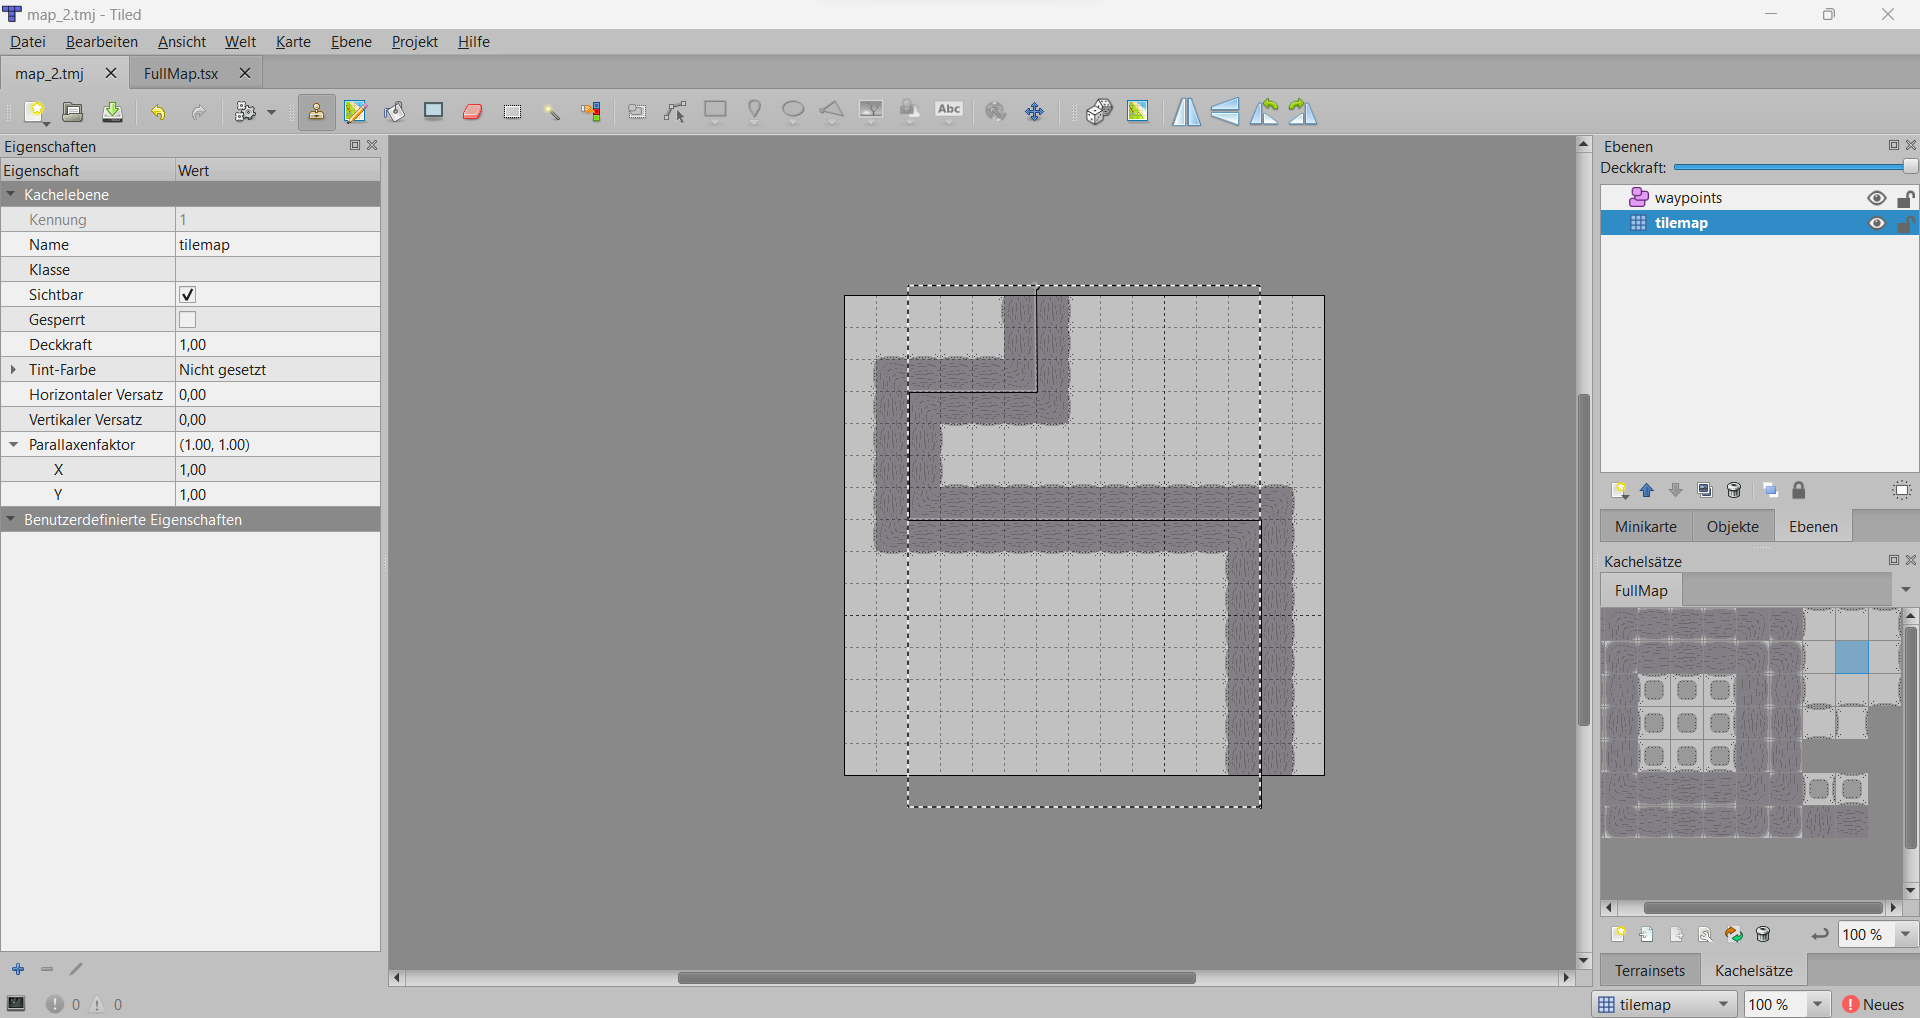 map_2.tmj - Tiled
Datei Bearbeiten Ansicht Welt Karte Ebene Projekt Hilfe
map_2.tmj FullMap.tsx
Abc
Eigenschaften
Eigenschaft Wert
Kachelebene
Kennung 1
Name tilemap
Klasse
Sichtbar
Gesperrt
Deckkraft 1,00
Tint-Farbe Nicht gesetzt
Horizontaler Versatz 0,00
Vertikaler Versatz 0,00
Parallaxenfaktor (1.00, 1.00)
X 1,00
Y 1,00
Benutzerdefinierte Eigenschaften
0 0
Ebenen
Deckkraft:
waypoints
tilemap
Minikarte Objekte Ebenen
Kachelsätze
FullMap
100 %
Terrainsets Kachelsätze
tilemap 100 % Neues